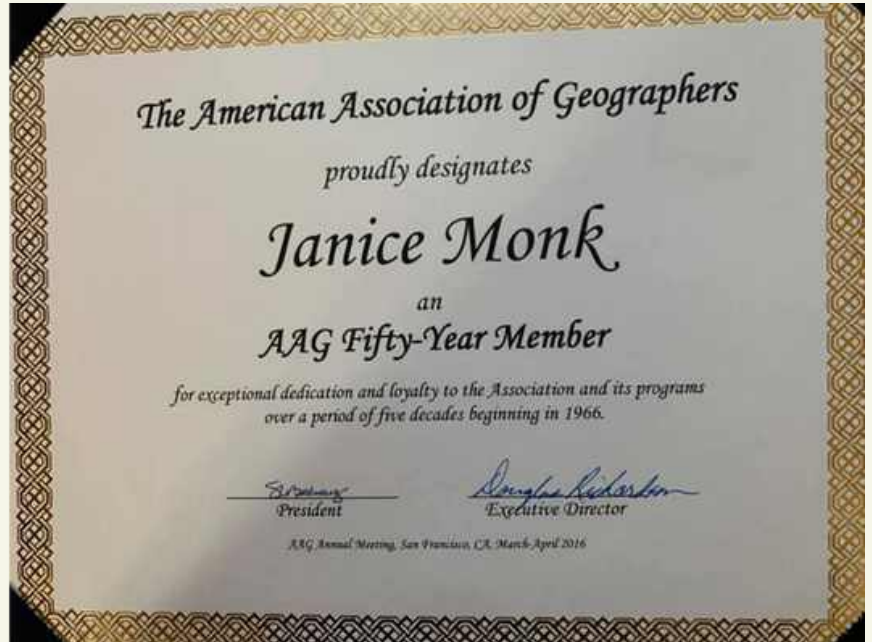 The American Association of Geographers
proudly designates
Janice Monk
an
AAG Fifty-Year Member
for exceptional dedication and loyalty to the Association and its programs
over a period of five decades beginning in 1966.
Douglas Richardson
President
Executive Director
AAG Annual Meeting, San Francisco, CA, March-April 2016